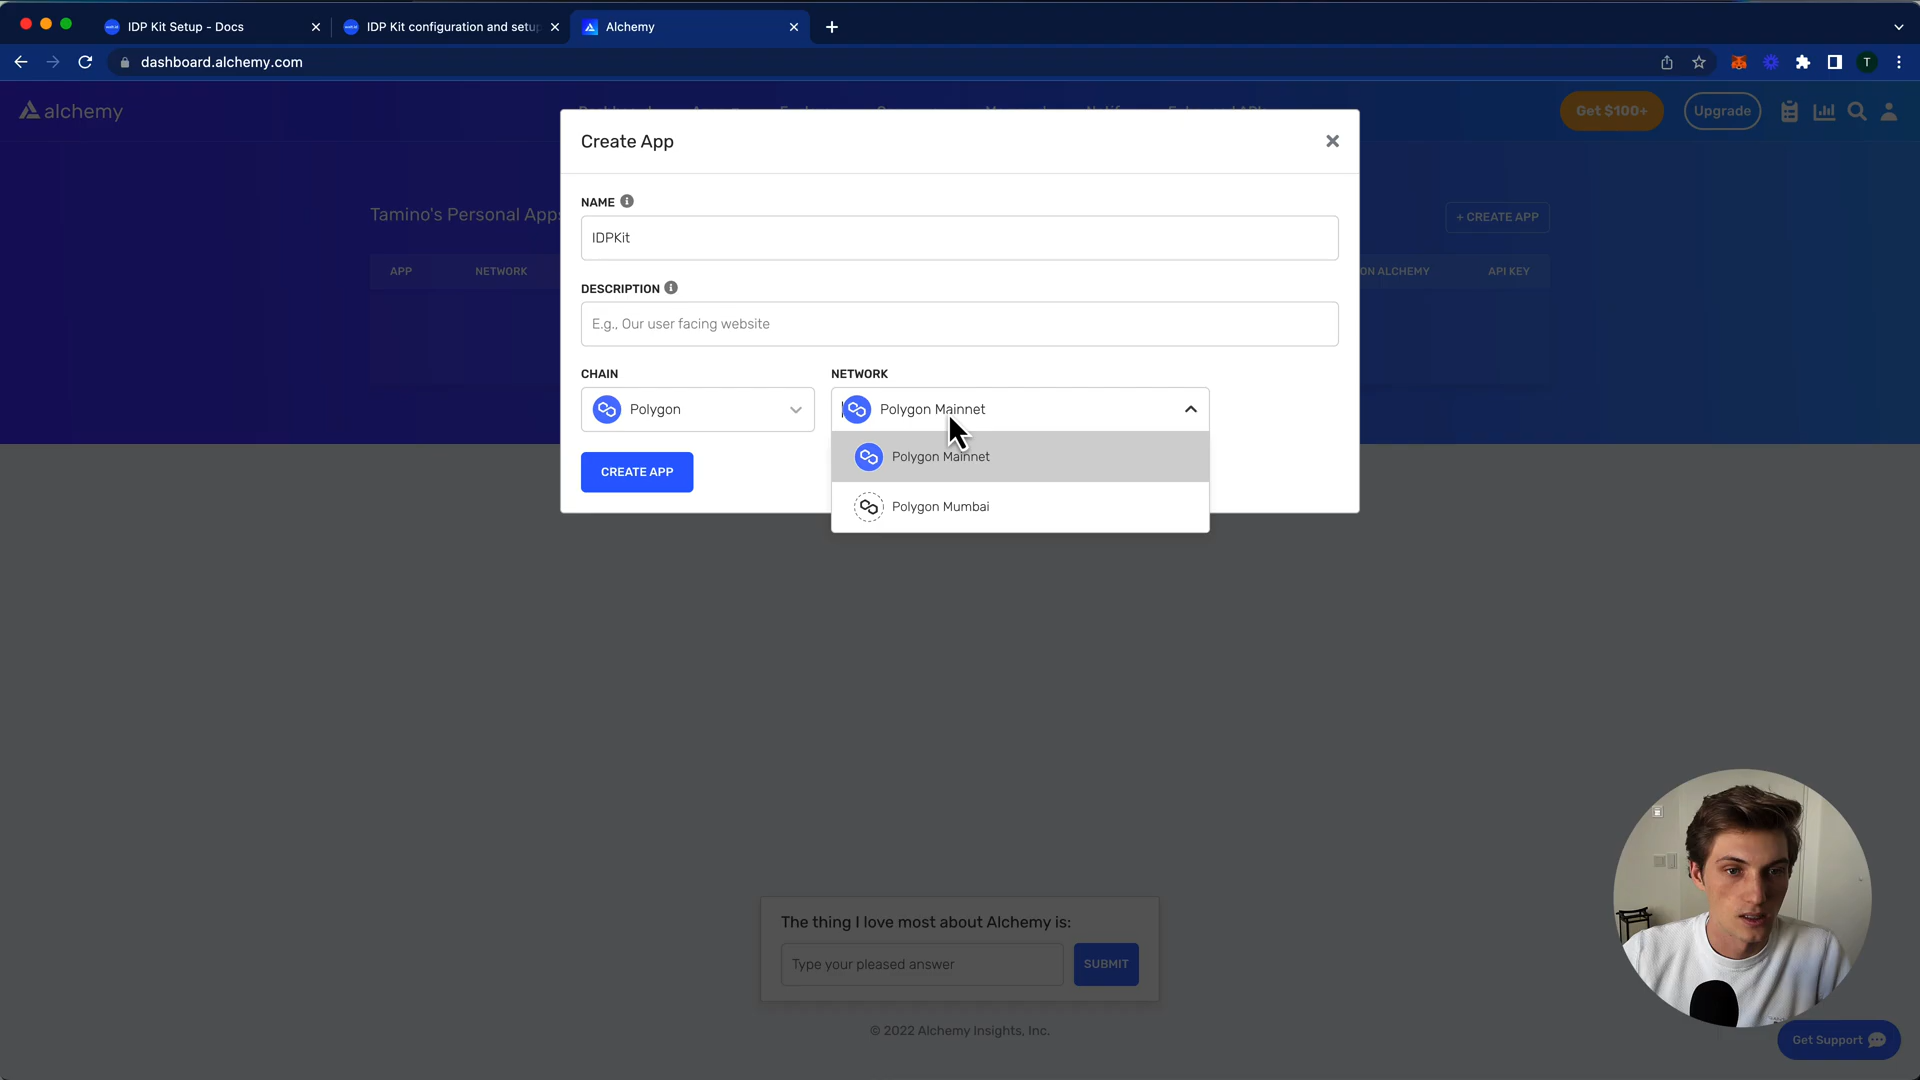 IDP Kit Setup - Docs
IDP Kit configuration and setup
Alchemy
dashboard.alchemy.com
T
alchemy
Get $100+
Upgrade
Create App
Tamino's Personal Apps
+ CREATE APP
NAME
IDPKit
APP
NETWORK
ON ALCHEMY
API KEY
DESCRIPTION
E.g., Our user facing website
CHAIN
NETWORK
Polygon
Polygon Mainnet
Polygon Mainnet
CREATE APP
Polygon Mumbai
The thing I love most about Alchemy is:
Type your pleased answer
SUBMIT
© 2022 Alchemy Insights, Inc.
Get Support